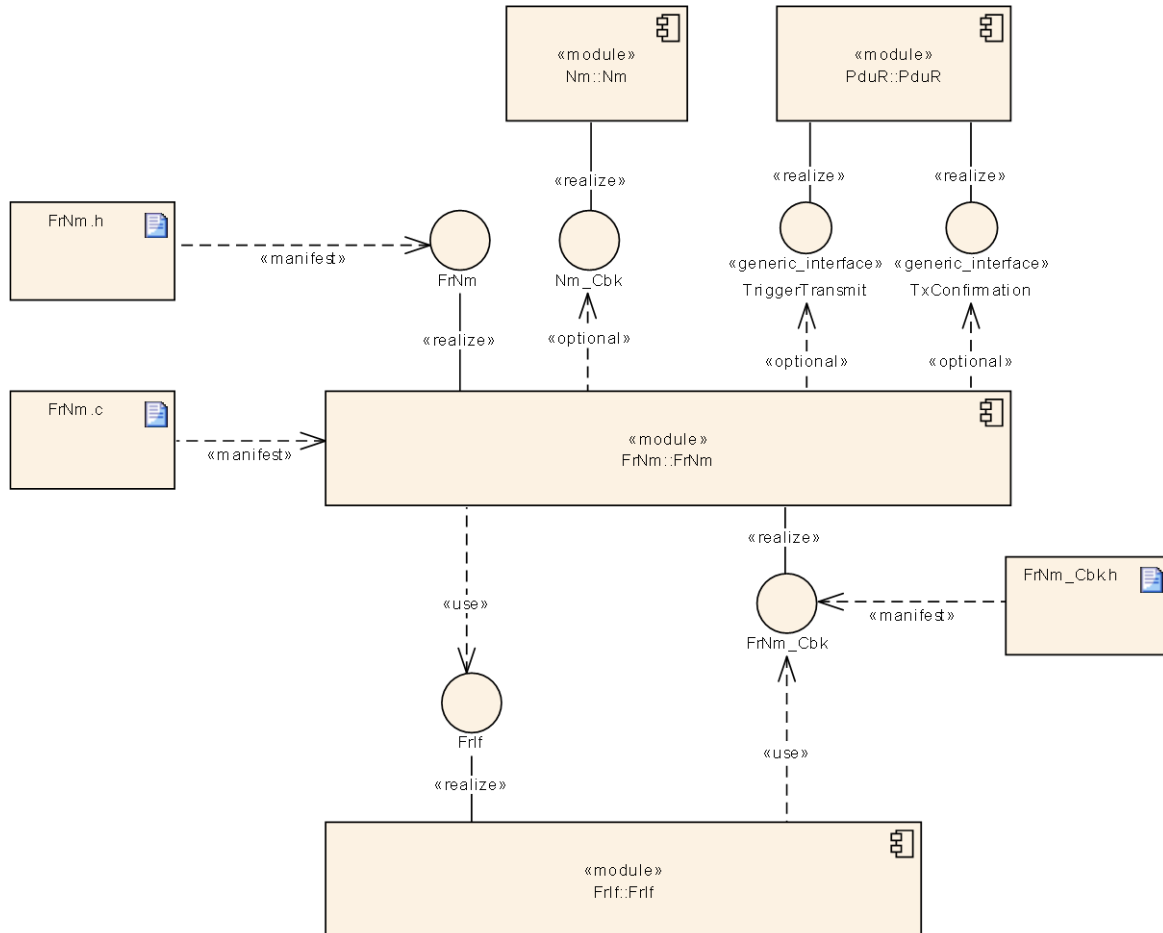 «module»
Nm::Nm
«module»
PduR::PduR
«realize»
«realize»
«realize»
FrNm.h
«manifest»
FrNm
Nm_Cbk
«generic_interface»
TriggerTransmit
«generic_interface»
TxConfirmation
«realize»
«optional»
«optional»
«optional»
FrNm.c
«manifest»
«module»
FrNm::FrNm
«realize»
«use»
FrNm_Cbk.h
«manifest»
FrNm_Cbk
FrIf
«use»
«realize»
«module»
FrIf::FrIf